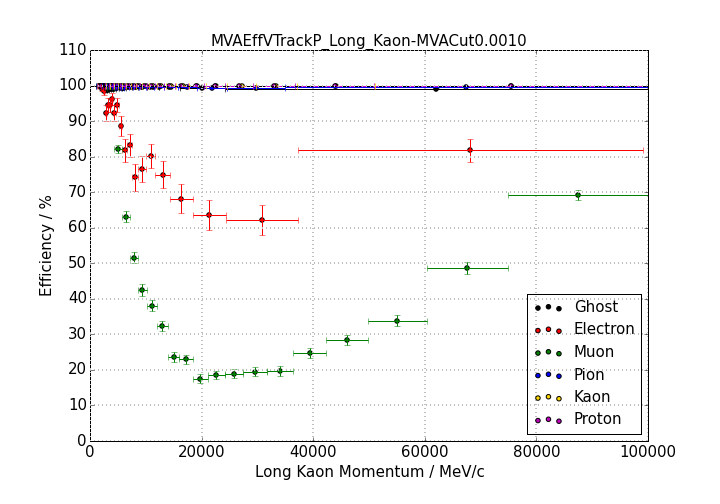 MVAEffVTrackP_Long_Kaon-MVACut0.0010
110
100
90
80
70
60
50
40
30
20
10
0
Efficiency / %
0 20000 40000 60000 80000 100000
Long Kaon Momentum / MeV/c
Ghost
Electron
Muon
Pion
Kaon
Proton